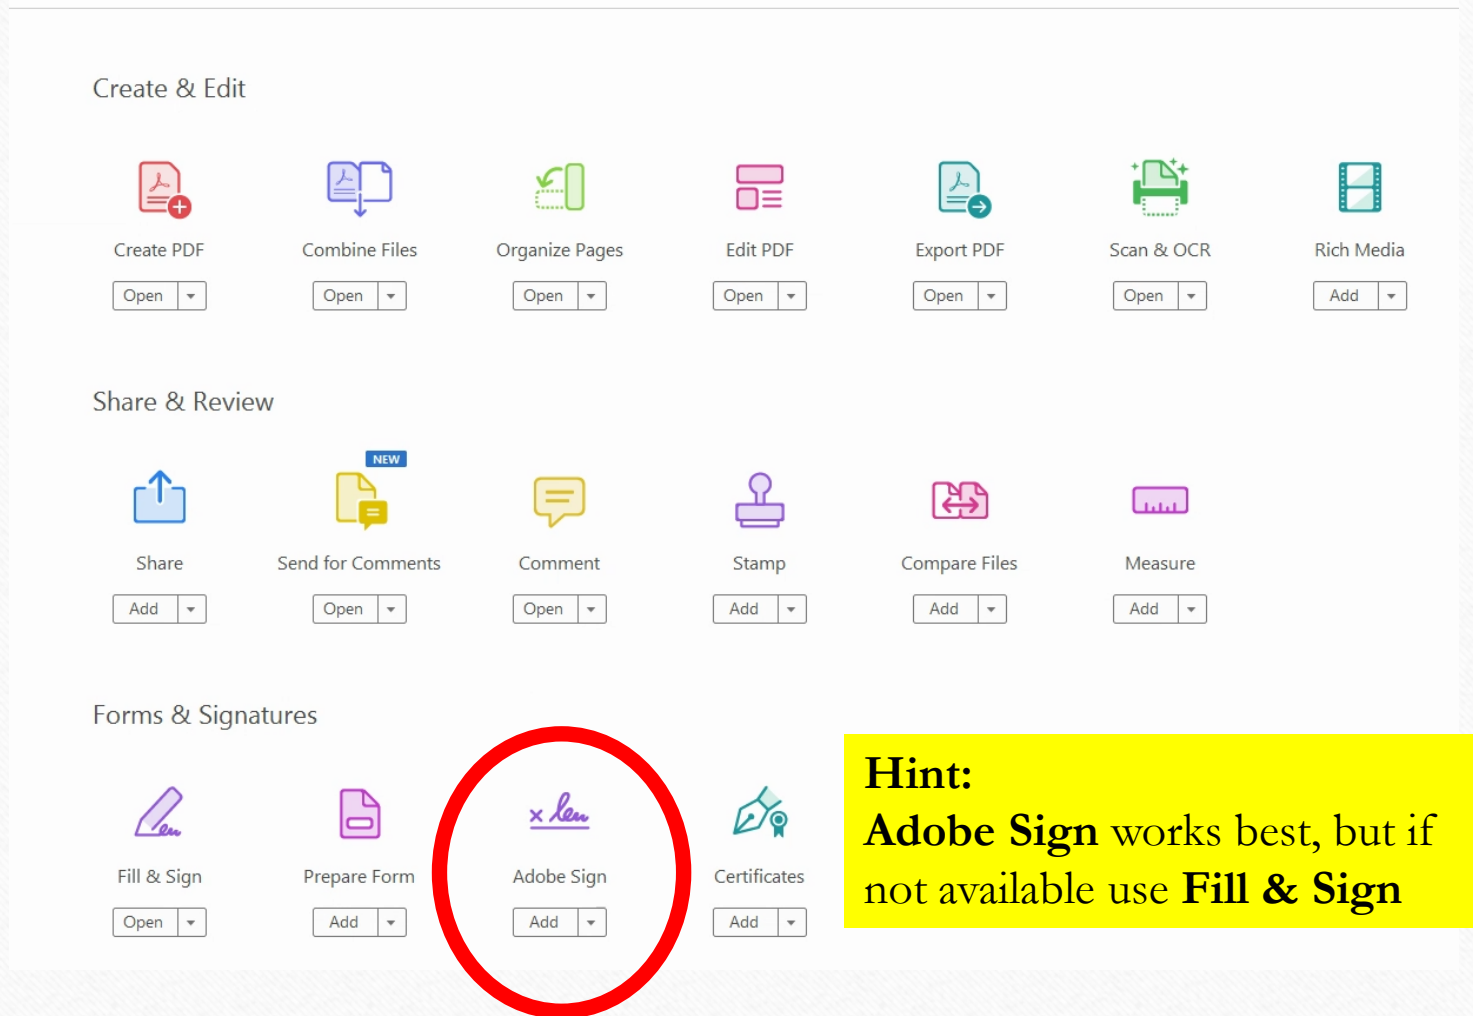 Create & Edit
Create PDF
Combine Files
Organize Pages
Edit PDF
Export PDF
Scan & OCR
Rich Media
Open
Open
Open
Open
Open
Open
Add
Share & Review
NEW
Share
Send for Comments
Comment
Stamp
Compare Files
Measure
Add
Open
Open
Add
Add
Add
Forms & Signatures
Fill & Sign
Prepare Form
Adobe Sign
Certificates
Open
Add
Add
Add
Hint:
Adobe Sign works best, but if
not available use Fill & Sign